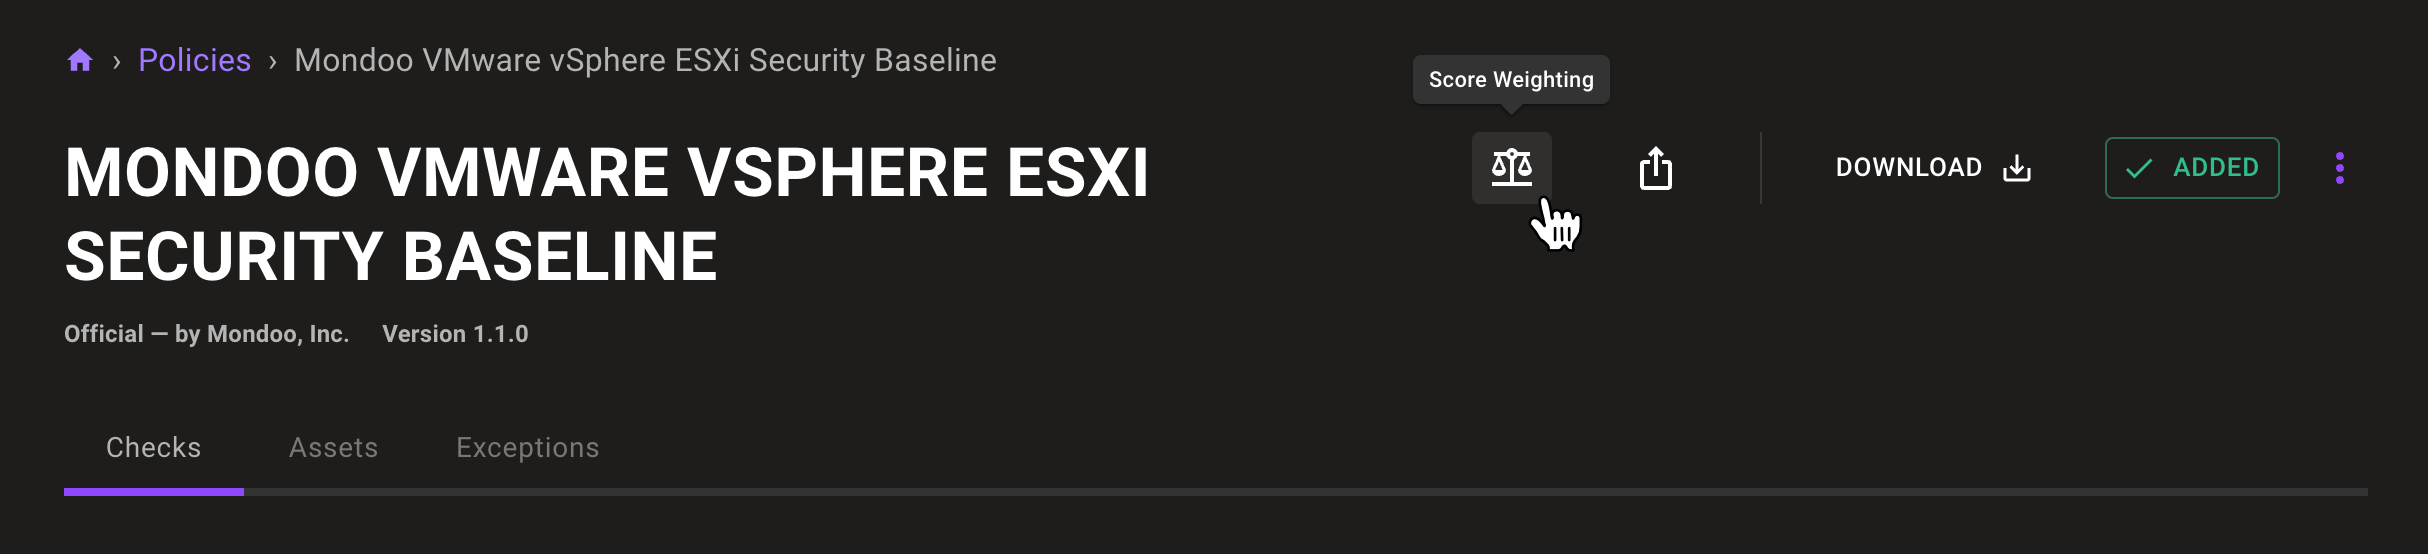 › Policies › Mondoo VMware vSphere ESXi Security Baseline
Score Weighting
MONDOO VMWARE VSPHERE ESXI
SECURITY BASELINE
DOWNLOAD
ADDED
Official — by Mondoo, Inc. Version 1.1.0
Checks Assets Exceptions